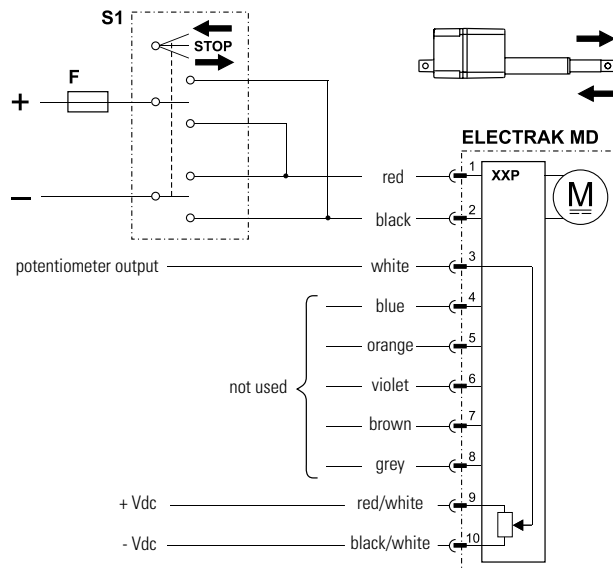 S1
STOP
F
+
–
ELECTRAK MD
XXP
M
red 1
black 2
potentiometer output white 3
blue 4
orange 5
not used violet 6
brown 7
grey 8
+ Vdc red/white 9
- Vdc black/white 10